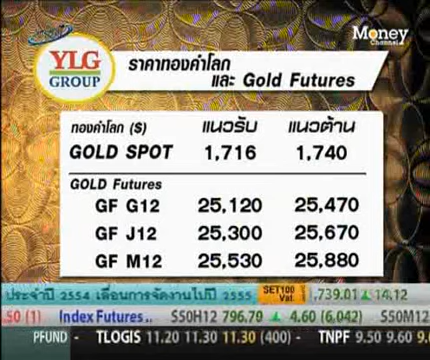 Money
Channel
YLG
GROUP
ราคาทองคำโลก
และ Gold Futures
ทองคำโลก ($) แนวรับ แนวต้าน
GOLD SPOT 1,716 1,740
GOLD Futures
GF G12 25,120 25,470
GF J12 25,300 25,670
GF M12 25,530 25,880
ประจำปี 2554 เลื่อนการจัดงานไปปี 2555 SET100 Val. ,739.01 ▲ 14.12
.50 (1) Index Futures.. S50H12 796.79 ▲ 4.60 (6,042) S50M12
PFUND - TLOGIS 11.20 11.30 11.30 (400) - TNPF 9.50 9.60 9.